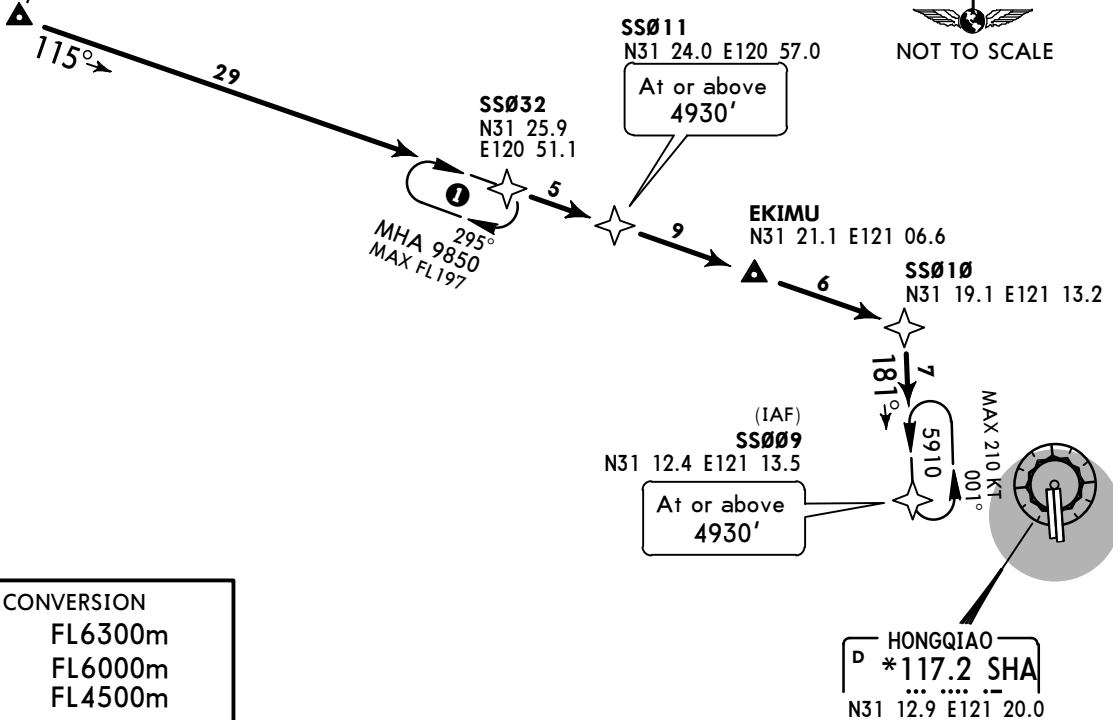 115°
29
SSØ11
N31 24.0 E120 57.0
At or above
4930'
NOT TO SCALE
SSØ32
N31 25.9
E120 51.1
1
5
295°
MHA 9850
MAX FL197
9
EKIMU
N31 21.1 E121 06.6
6
SSØ1Ø
N31 19.1 E121 13.2
181°
7
(IAF)
SSØØ9
N31 12.4 E121 13.5
At or above
4930'
5910
001°
MAX 210 KT
CONVERSION
FL6300m
FL6000m
FL4500m
HONGQIAO
D *117.2 SHA
N31 12.9 E121 20.0